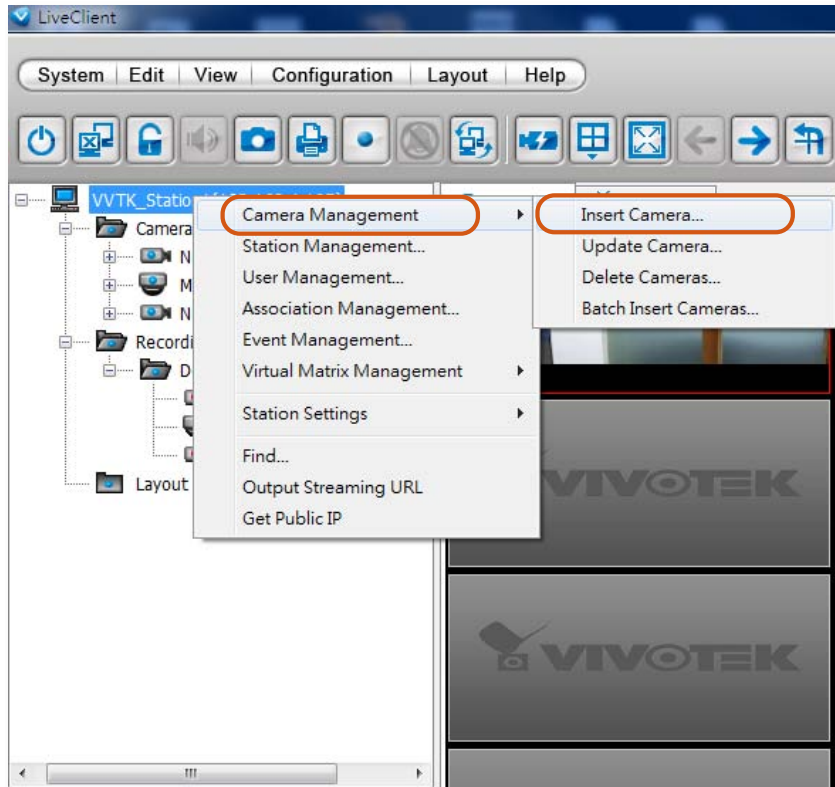 LiveClient
System Edit View Configuration Layout Help
VVTK_Station
Camera
N
M
N
Recordi
D
Layout
Camera Management
Station Management...
User Management...
Association Management...
Event Management...
Virtual Matrix Management
Station Settings
Find...
Output Streaming URL
Get Public IP
Insert Camera...
Update Camera...
Delete Cameras...
Batch Insert Cameras...
VIVOTEK
VIVOTEK